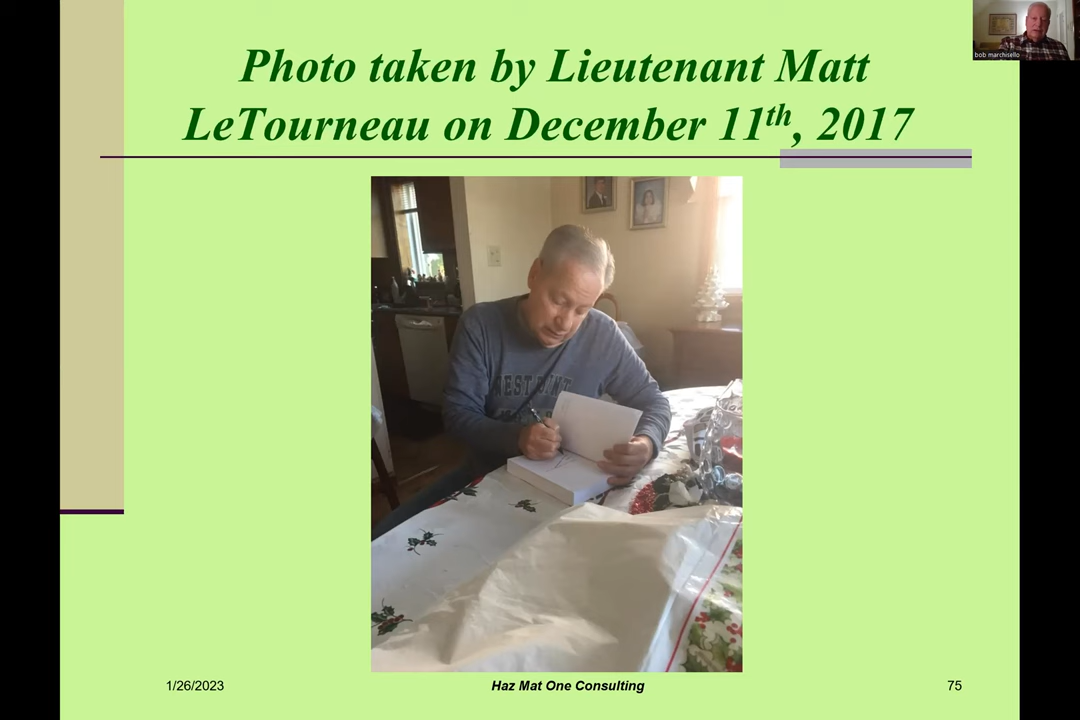 Photo taken by Lieutenant Matt
LeTourneau on December 11th, 2017
bob marchisello
1/26/2023
Haz Mat One Consulting
75